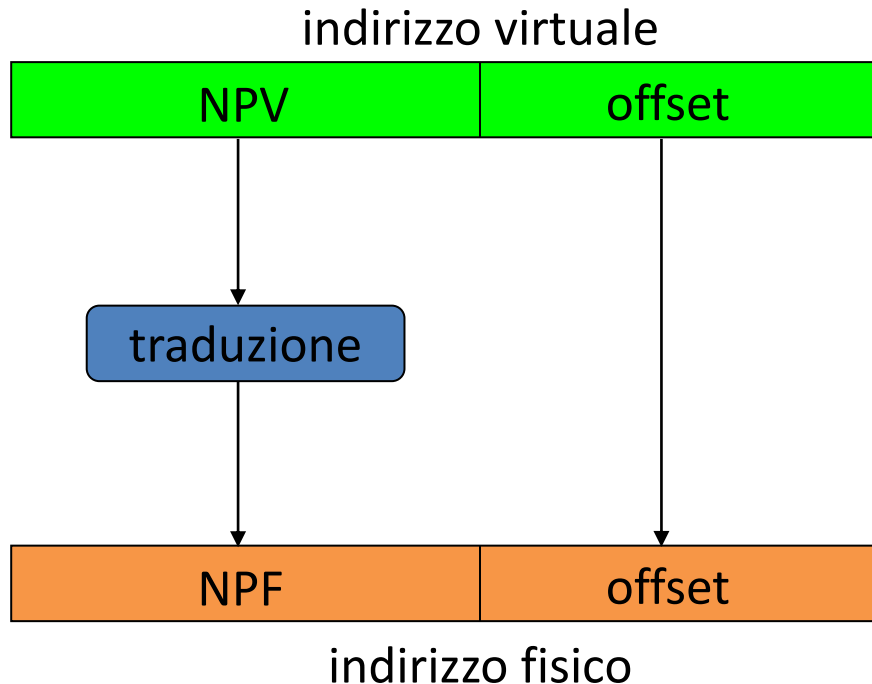 indirizzo virtuale
NPV offset
traduzione
NPF offset
indirizzo fisico